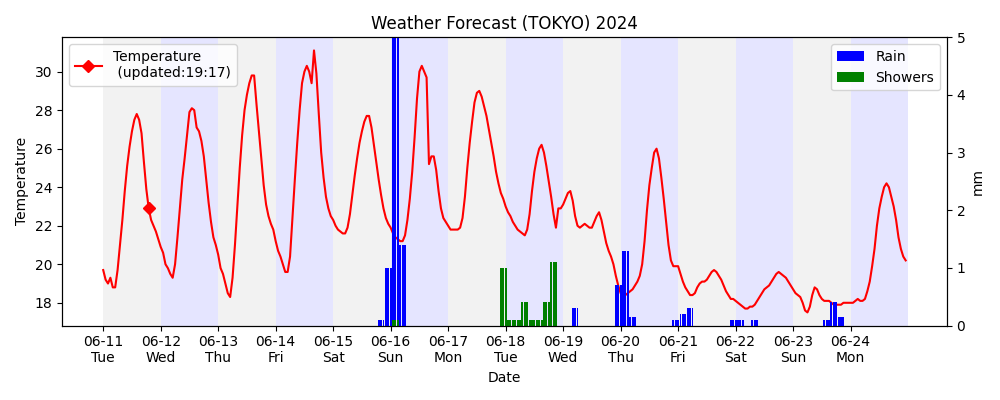 Weather Forecast (TOKYO) 2024
Temperature
(updated:19:17)
Rain
Showers
Temperature
30
28
26
24
22
20
18
5
4
3
2
1
0
mm
06-11 06-12 06-13 06-14 06-15 06-16 06-17 06-18 06-19 06-20 06-21 06-22 06-23 06-24
Tue Wed Thu Fri Sat Sun Mon Tue Wed Thu Fri Sat Sun Mon
Date